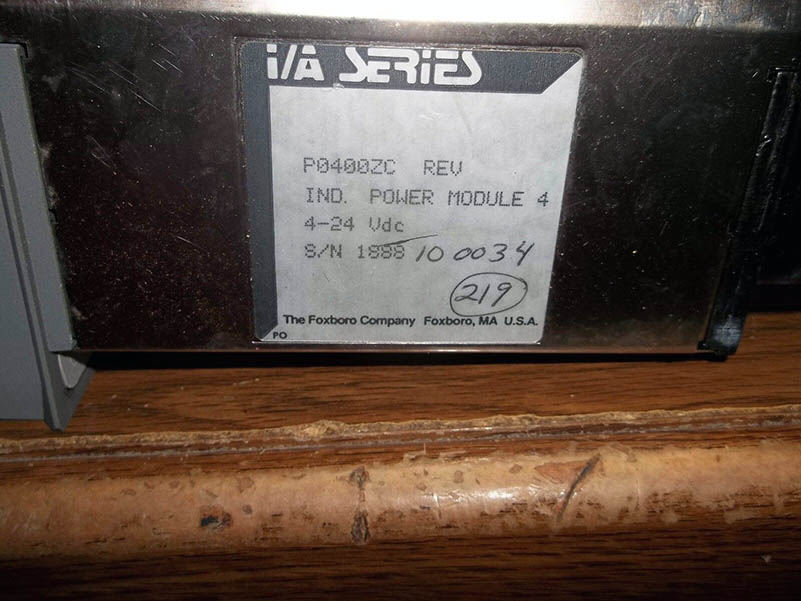 I/A SERIES
P0400ZC REV
IND. POWER MODULE 4
4-24 Vdc
S/N 1888 10 0034
219
The Foxboro Company Foxboro, MA U.S.A.
PO